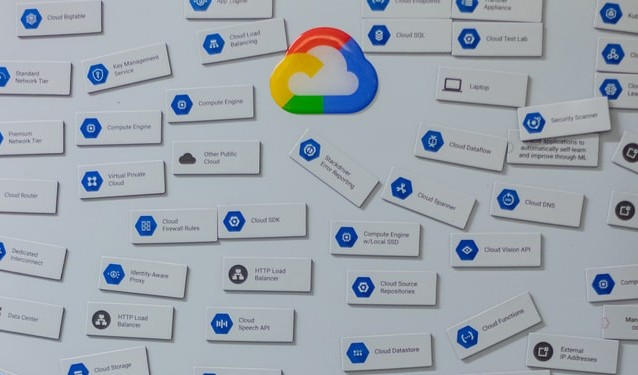 Cloud Bigtable
App Engine
Cloud Endpoints
Transfer
Appliance
Cloud Load
Balancing
Cloud SQL
Cloud Test Lab
Standard
Network Tier
Key Management
Service
Compute Engine
Laptop
Security Scanner
Premium
Network Tier
Compute Engine
Other Public
Cloud
Stackdriver
Error Reporting
Cloud Dataflow
applications to
automatically self-learn
and improve through ML
Cloud Router
Virtual Private
Cloud
Cloud Spanner
Cloud DNS
Cloud
Firewall Rules
Cloud SDK
Compute Engine
w/Local SSD
Cloud Vision API
Dedicated
Interconnect
Identity-Aware
Proxy
HTTP Load
Balancer
Cloud Source
Repositories
Data Center
HTTP Load
Balancer
Cloud
Speech API
Cloud Functions
Cloud Storage
Cloud Datastore
External
IP Addresses